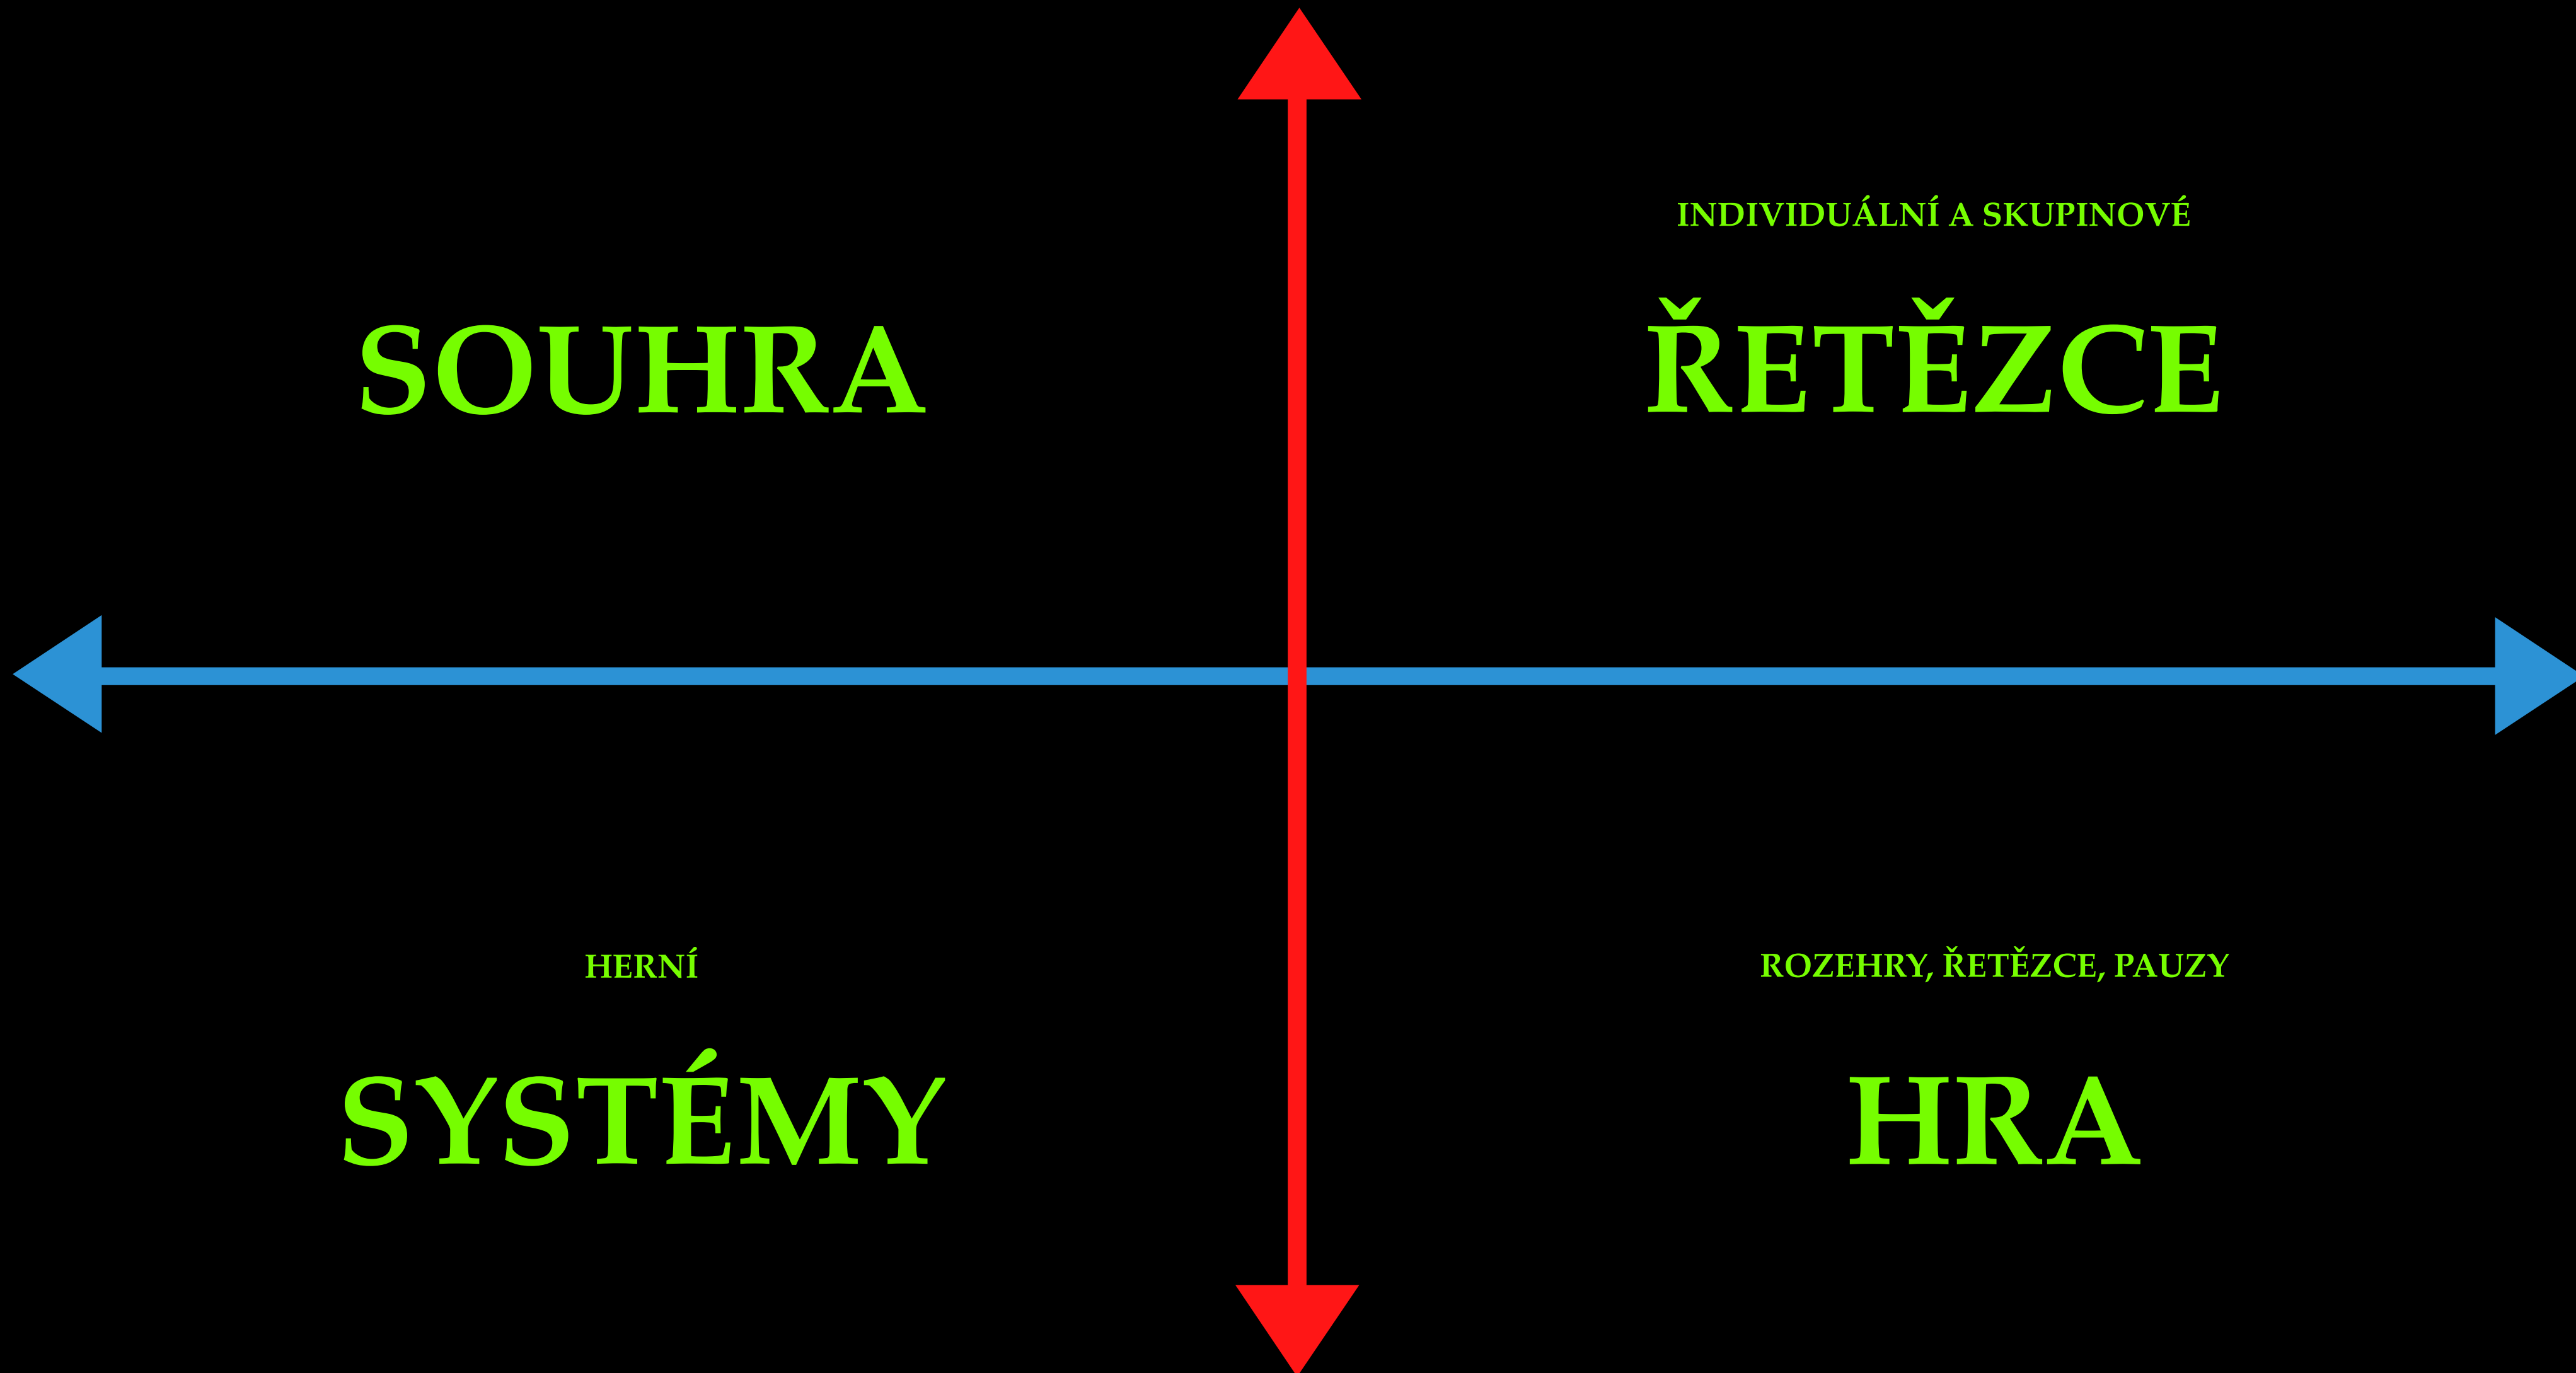 SOUHRA
INDIVIDUÁLNÍ A SKUPINOVÉ
ŘETĚZCE
HERNÍ
SYSTÉMY
ROZEHRY, ŘETĚZCE, PAUZY
HRA